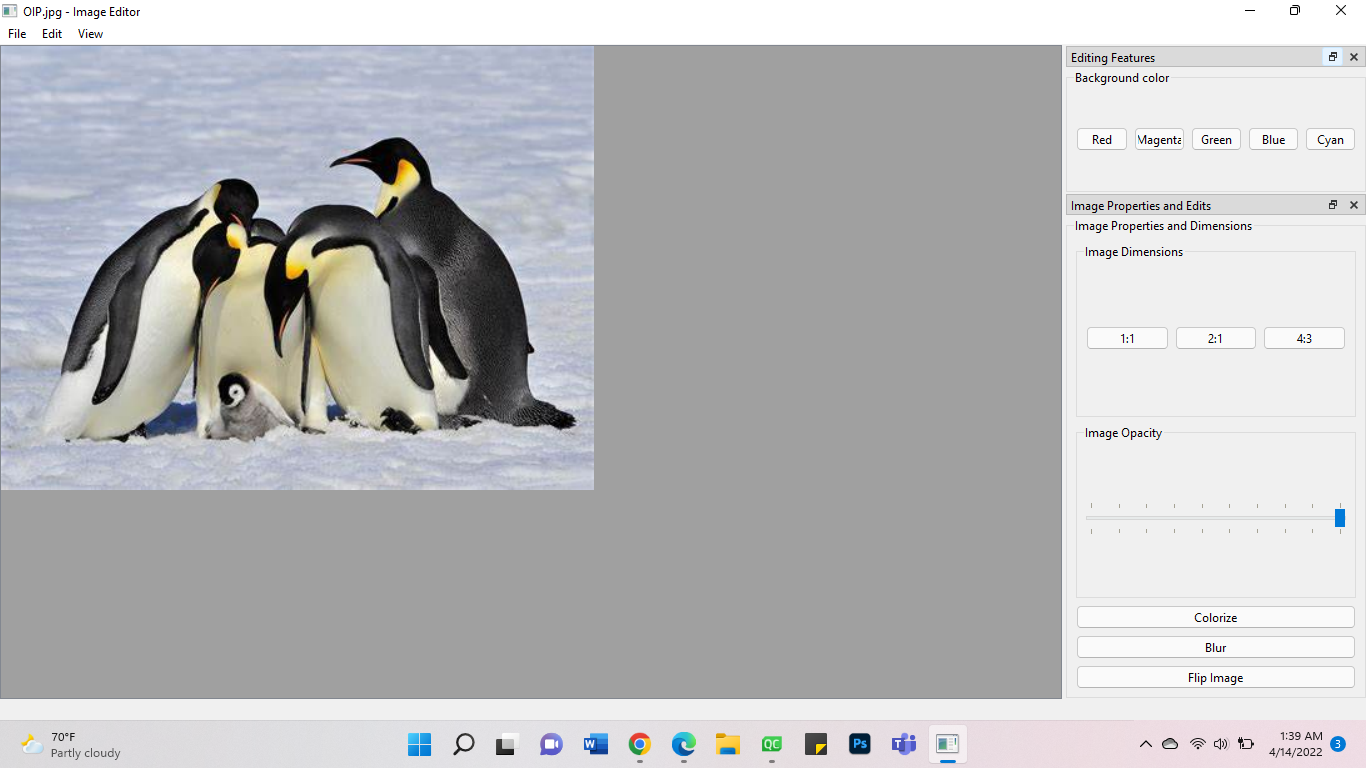 OIP.jpg - Image Editor
File Edit View
Editing Features
Background color
Red Magenta Green Blue Cyan
Image Properties and Edits
Image Properties and Dimensions
Image Dimensions
1:1 2:1 4:3
Image Opacity
Colorize
Blur
Flip Image
70°F
Partly cloudy
QC
Ps
1:39 AM
4/14/2022
3